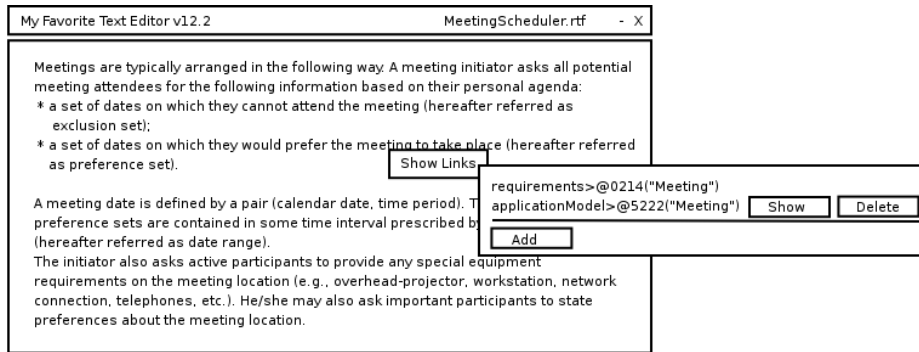 My Favorite Text Editor v12.2 MeetingScheduler.rtf - X
Meetings are typically arranged in the following way. A meeting initiator asks all potential
meeting attendees for the following information based on their personal agenda:
* a set of dates on which they cannot attend the meeting (hereafter referred as
exclusion set);
* a set of dates on which they would prefer the meeting to take place (hereafter referred
as preference set).
Show Links
requirements>@0214("Meeting")
applicationModel>@5222("Meeting") Show Delete
Add
A meeting date is defined by a pair (calendar date, time period). T
preference sets are contained in some time interval prescribed by
(hereafter referred as date range).
The initiator also asks active participants to provide any special equipment
requirements on the meeting location (e.g., overhead-projector, workstation, network
connection, telephones, etc.). He/she may also ask important participants to state
preferences about the meeting location.